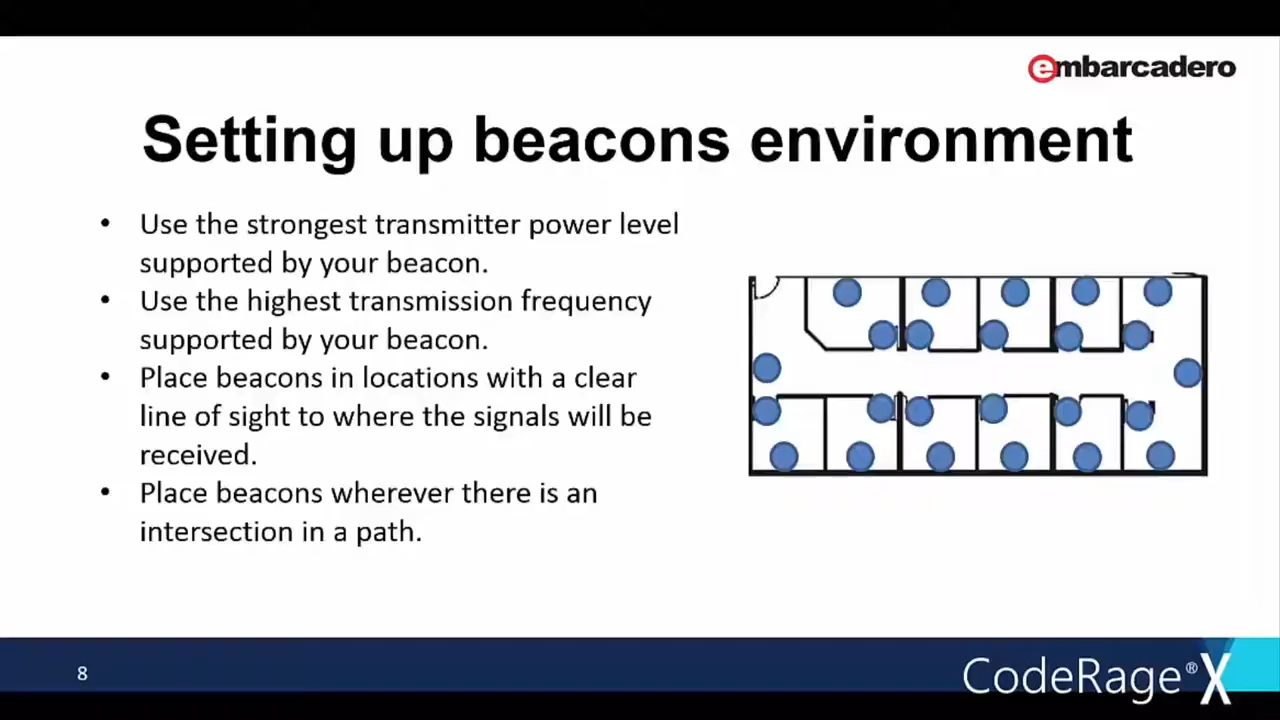 embarcadero
Setting up beacons environment
• Use the strongest transmitter power level
supported by your beacon.
• Use the highest transmission frequency
supported by your beacon.
• Place beacons in locations with a clear
line of sight to where the signals will be
received.
• Place beacons wherever there is an
intersection in a path.
8
CodeRage® X